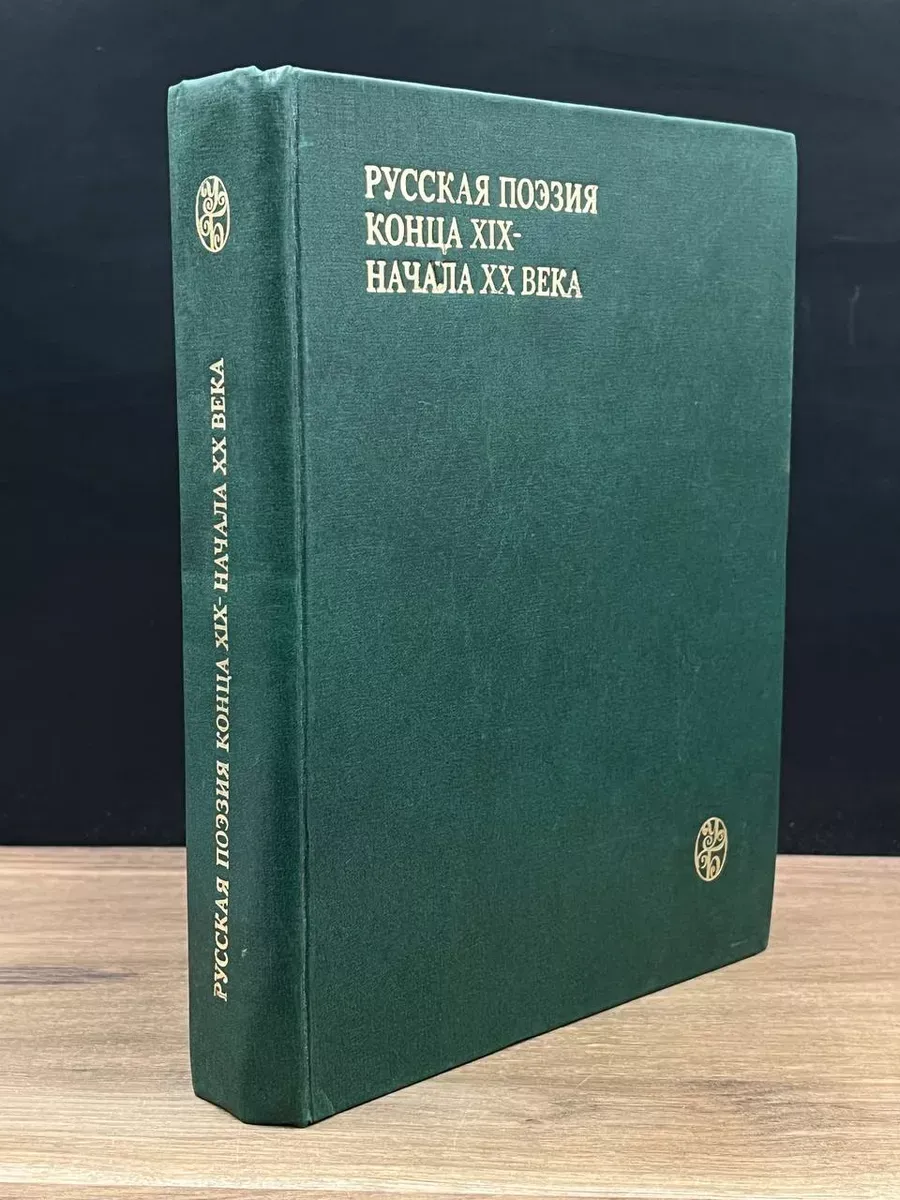 РУССКАЯ ПОЭЗИЯ
КОНЦА XIX-
НАЧАЛА XX ВЕКА
РУССКАЯ ПОЭЗИЯ КОНЦА XIX-НАЧАЛА XX ВЕКА